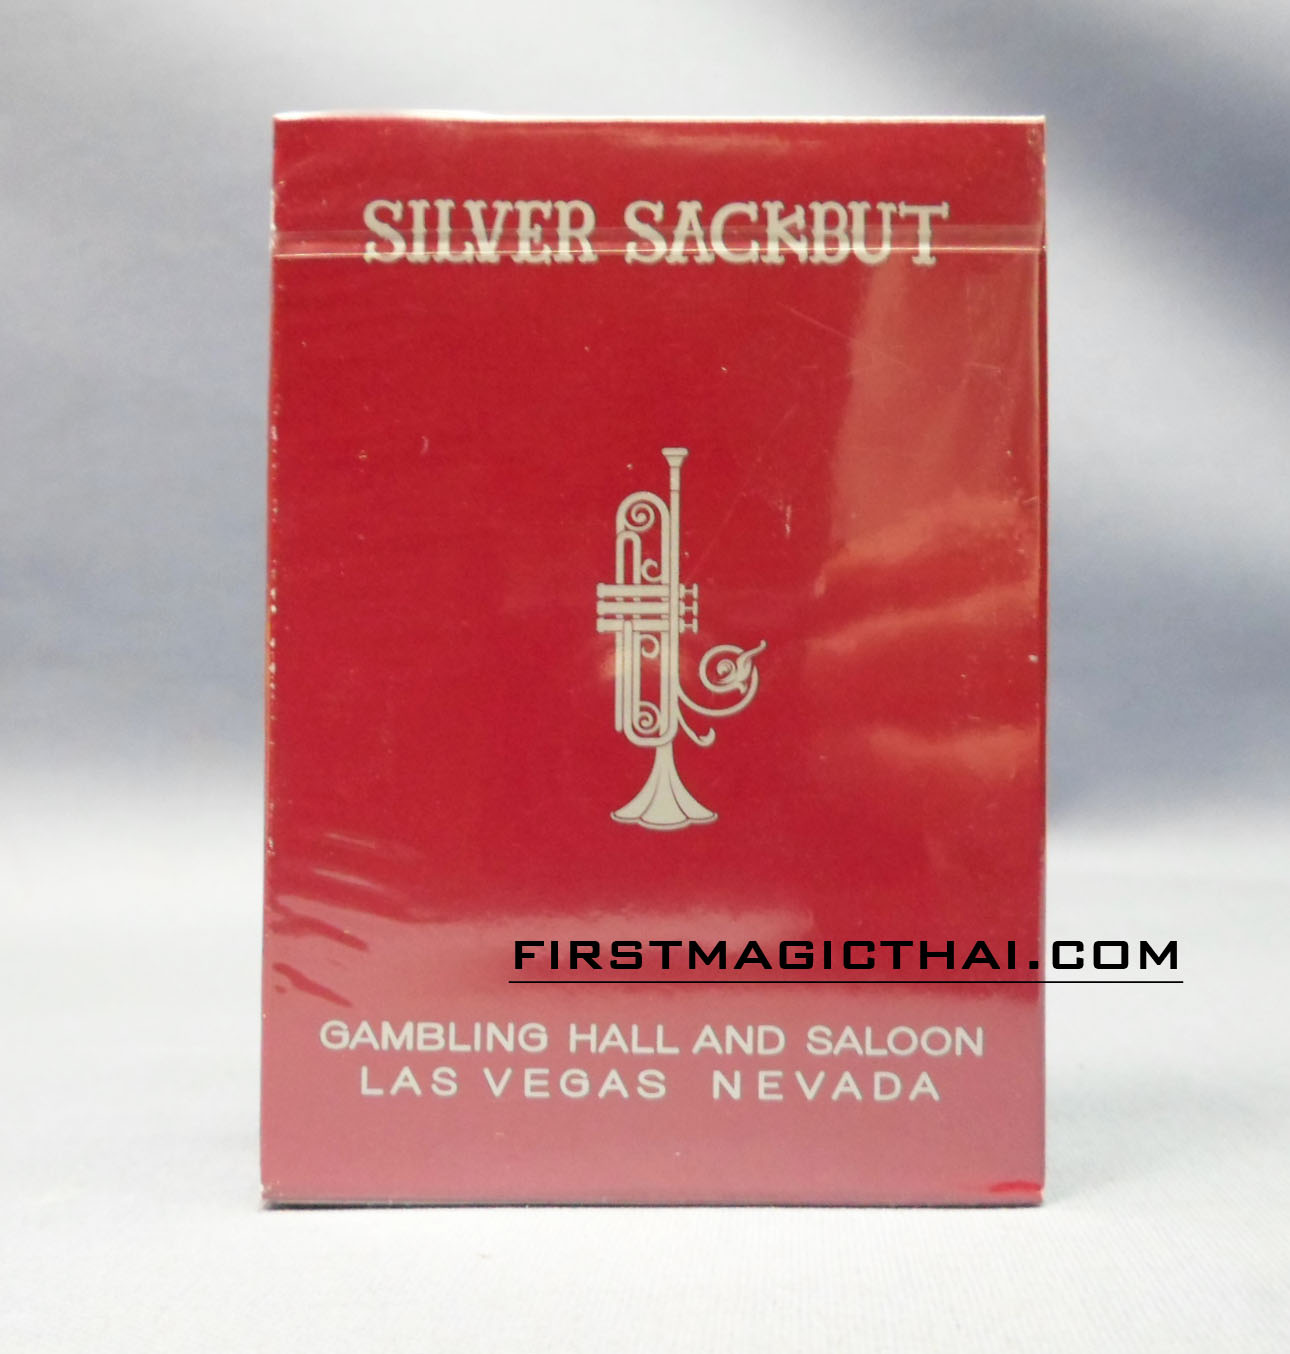 SILVER SACKBUT
FIRSTMAGICTHAI.COM
GAMBLING HALL AND SALOON
LAS VEGAS NEVADA